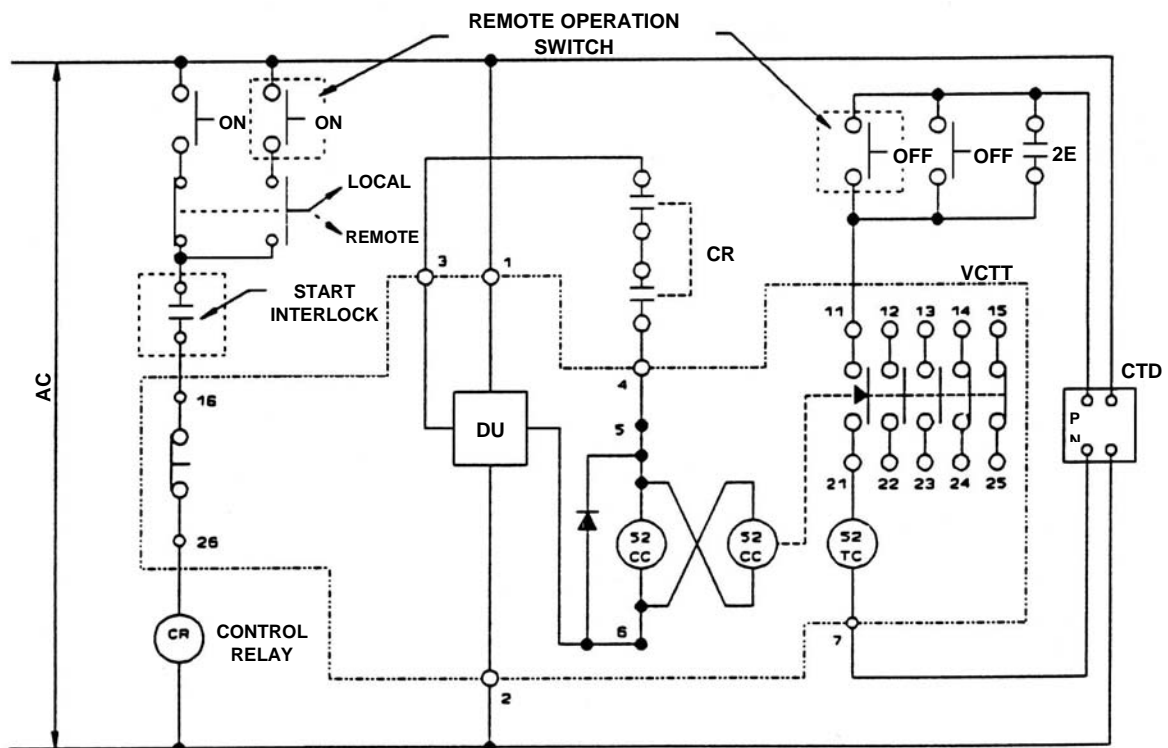 REMOTE OPERATION
SWITCH
ON
ON
OFF
OFF
2E
LOCAL
REMOTE
CR
3
1
VCTT
START
INTERLOCK
11
12
13
14
15
4
CTD
AC
16
P
N
DU
5
21
22
23
24
25
52
CC
52
CC
52
TC
26
6
7
CR
CONTROL
RELAY
2